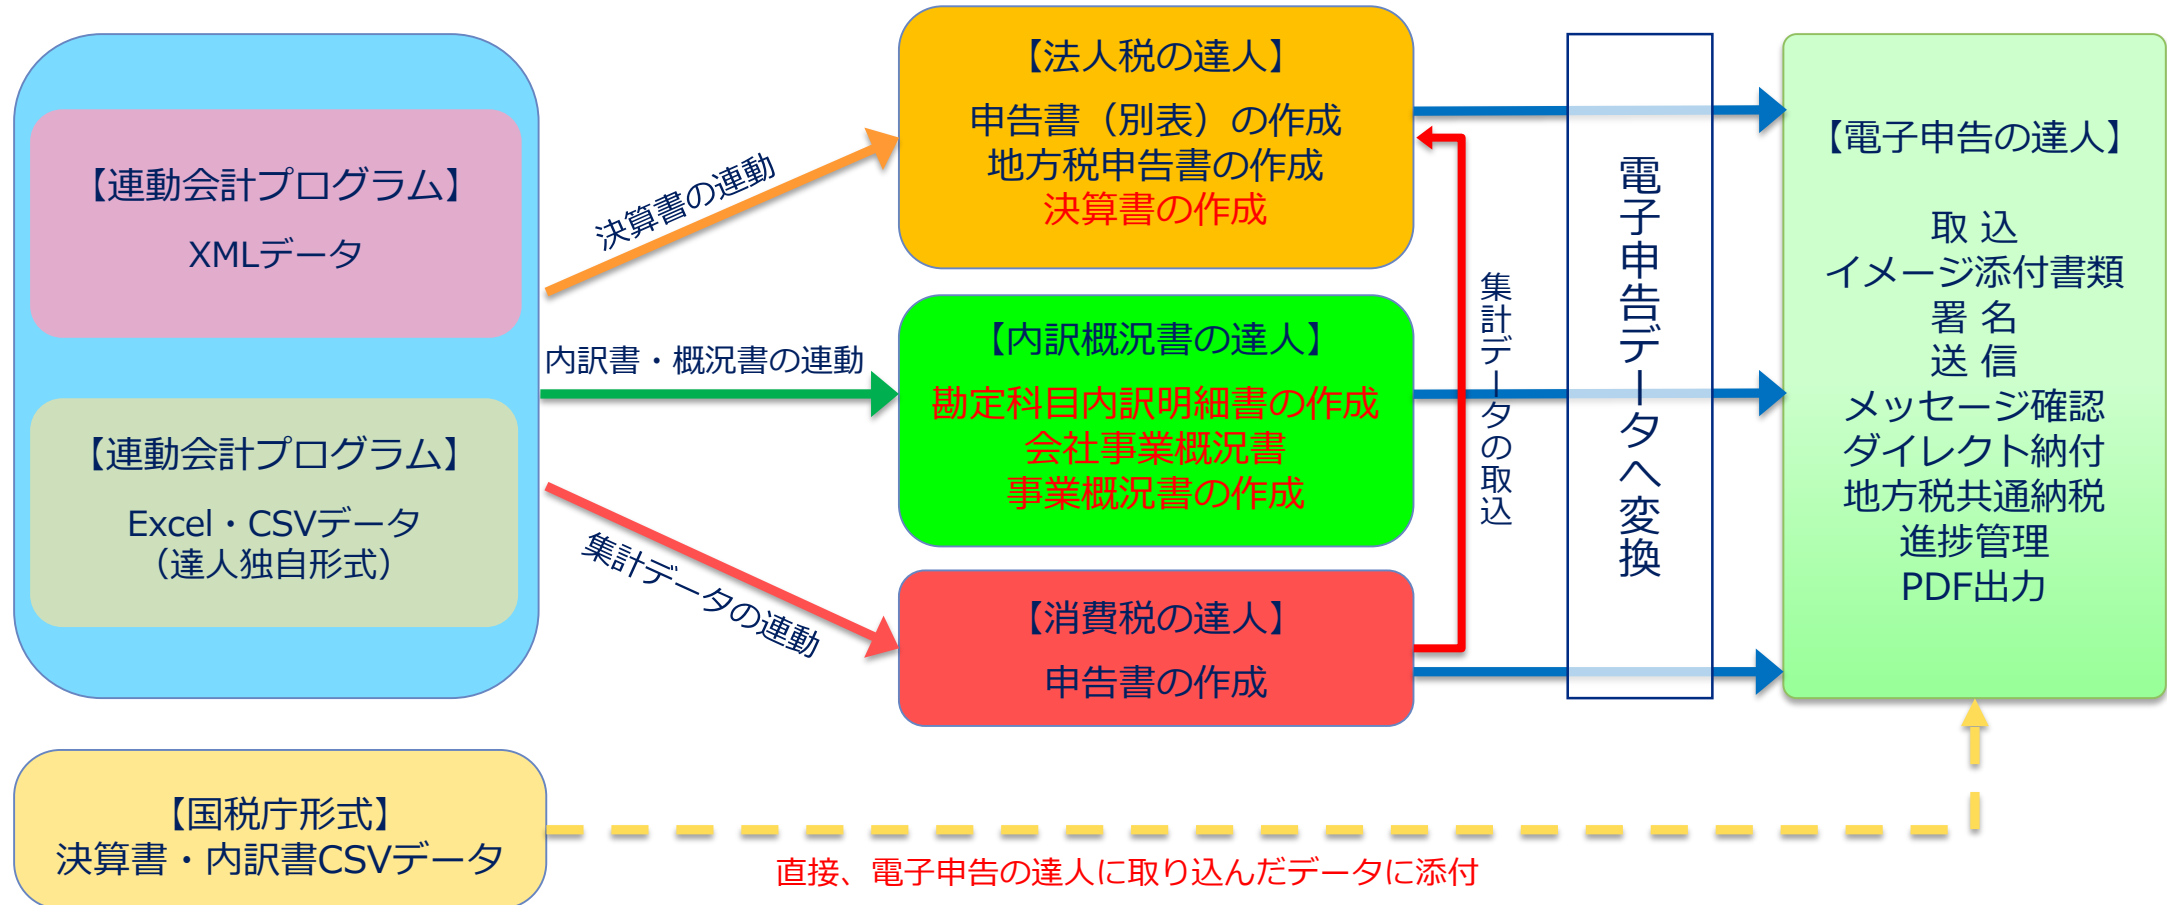 【連動会計プログラム】
XMLデータ
【連動会計プログラム】
Excel・CSVデータ
（達人独自形式）
決算書の連動
内訳書・概況書の連動
集計データの連動
【法人税の達人】
申告書（別表）の作成
地方税申告書の作成
決算書の作成
【内訳概況書の達人】
勘定科目内訳明細書の作成
会社事業概況書
事業概況書の作成
【消費税の達人】
申告書の作成
集計データの取込
電子申告データへ変換
【電子申告の達人】
取 込
イメージ添付書類
署 名
送 信
メッセージ確認
ダイレクト納付
地方税共通納税
進捗管理
PDF出力
【国税庁形式】
決算書・内訳書CSVデータ
直接、電子申告の達人に取り込んだデータに添付